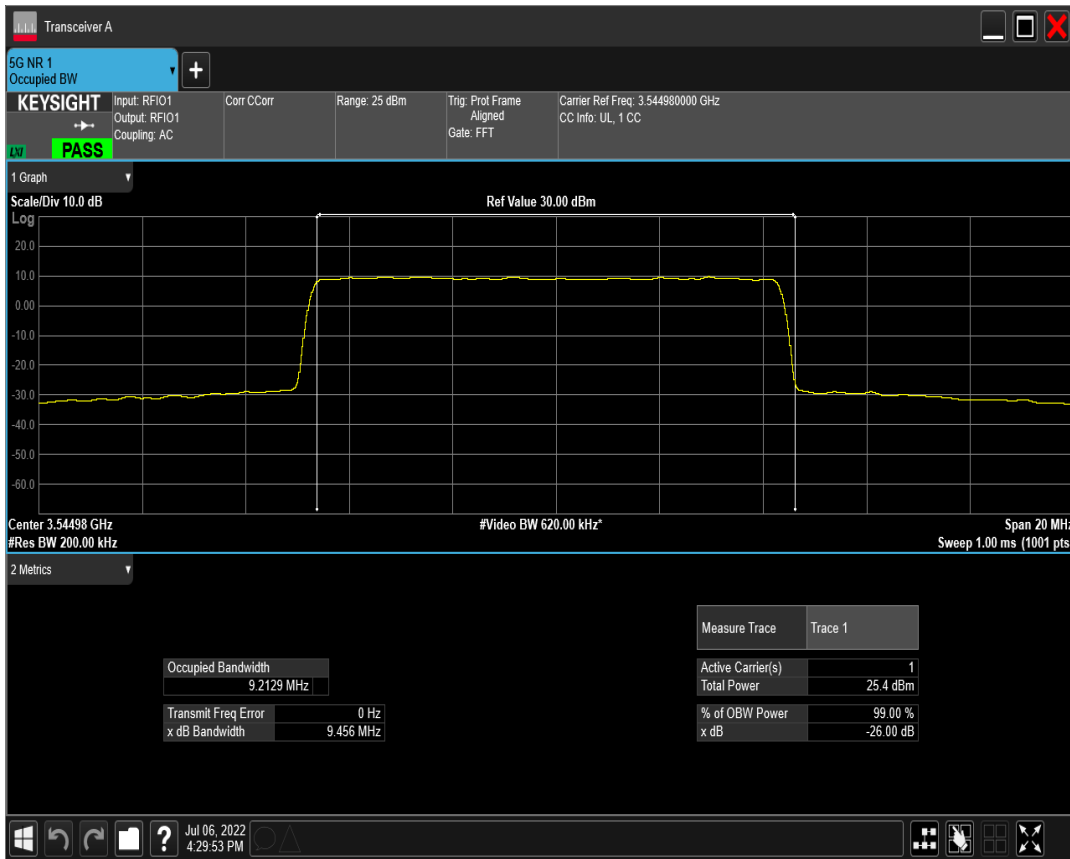 Transceiver A
5G NR 1
Occupied BW
+
KEYSIGHT
LXI
PASS
Input: RFIO1
Output: RFIO1
Coupling: AC
Corr CCorr
Range: 25 dBm
Trig: Prot Frame
Aligned
Gate: FFT
Carrier Ref Freq: 3.544980000 GHz
CC Info: UL, 1 CC
1 Graph
Scale/Div 10.0 dB
Ref Value 30.00 dBm
Log
20.0
10.0
0.00
-10.0
-20.0
-30.0
-40.0
-50.0
-60.0
Center 3.54498 GHz
#Video BW 620.00 kHz*
Span 20 MHz
#Res BW 200.00 kHz
Sweep 1.00 ms (1001 pts
2 Metrics
Measure Trace Trace 1
Occupied Bandwidth
9.2129 MHz
Active Carrier(s) 1
Total Power 25.4 dBm
Transmit Freq Error 0 Hz
x dB Bandwidth 9.456 MHz
% of OBW Power 99.00 %
x dB -26.00 dB
?
Jul 06, 2022
4:29:53 PM